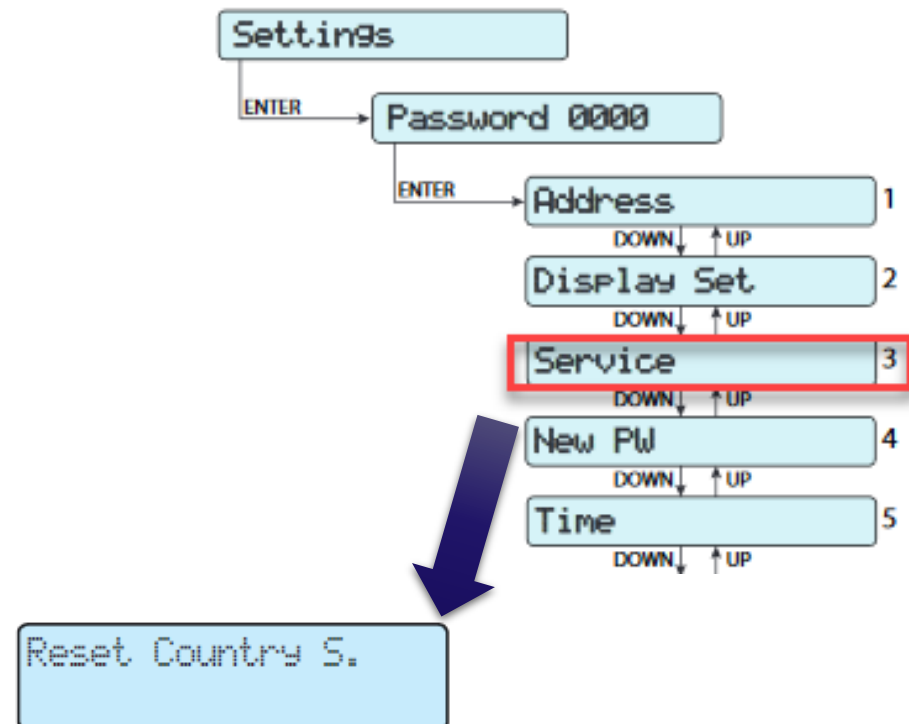 Settings
ENTER
Password 0000
ENTER
Address 1
DOWN UP
Display Set 2
DOWN UP
Service 3
DOWN UP
New PW 4
DOWN UP
Time 5
DOWN UP
Reset Country S.